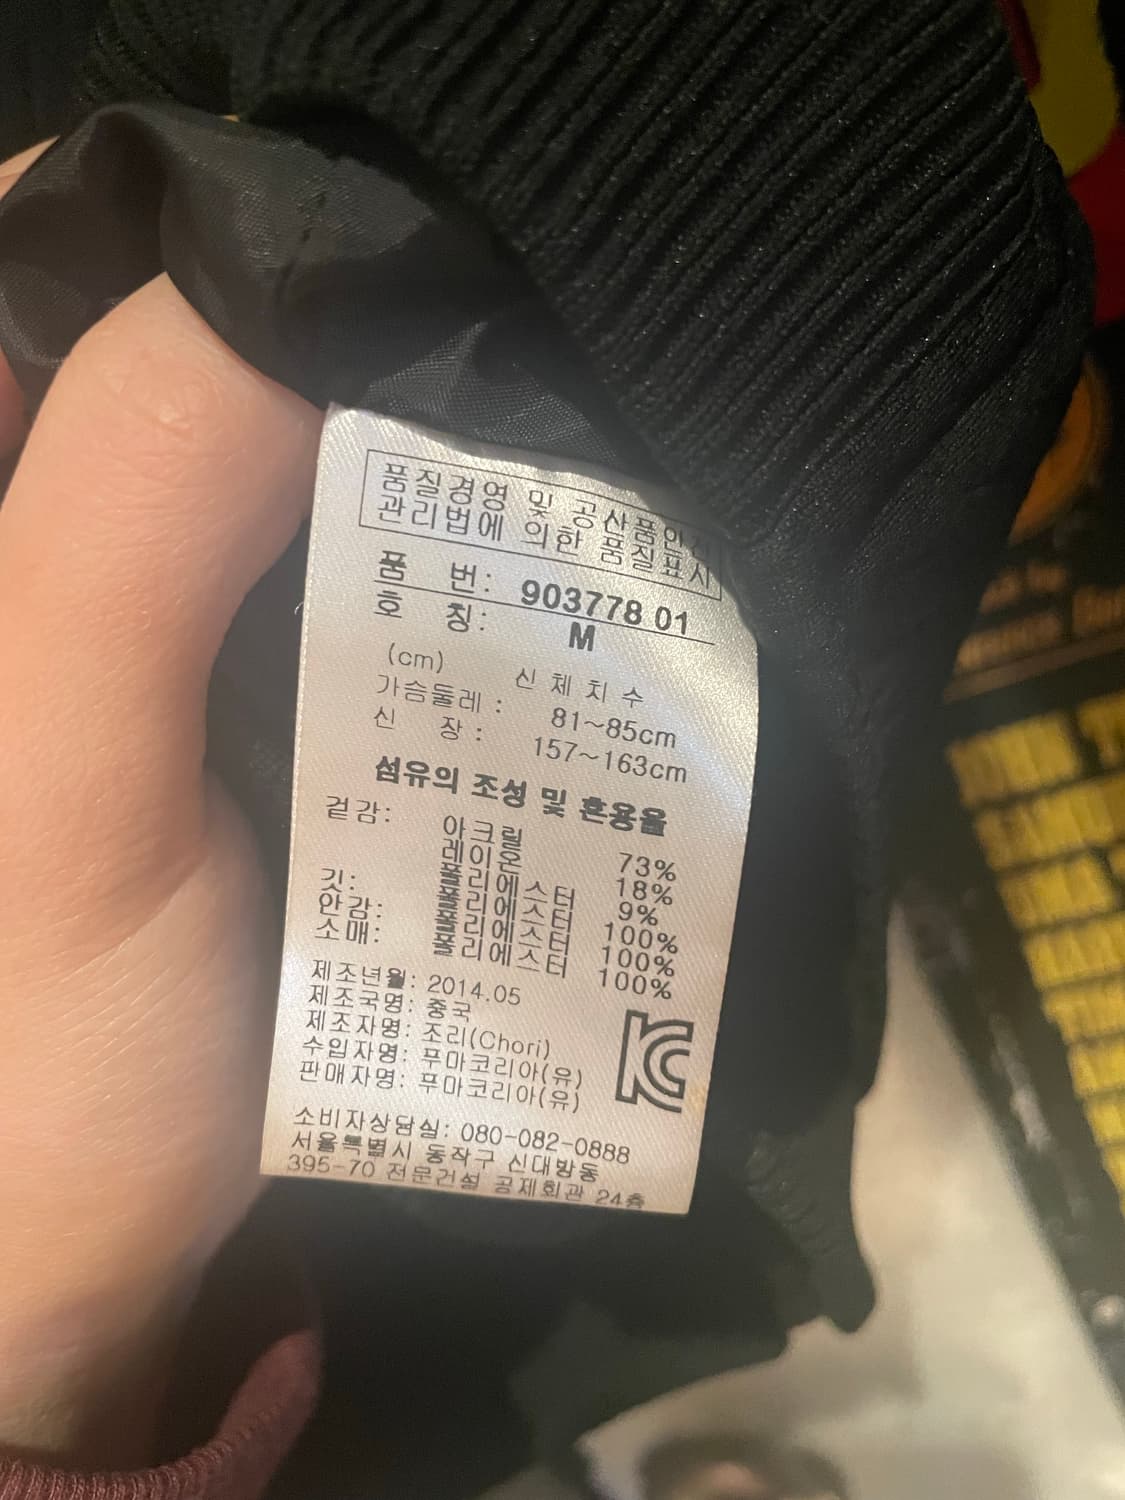 품질경영 및 공산품안전
관리법에 의한 품질표시
품 번: 903778 01
호 칭: M
(cm) 신체치수
가슴둘레: 81~85cm
신 장: 157~163cm
섬유의 조성 및 혼용율
겉감: 아크릴 73%
레이온 18%
폴리에스터 9%
깃: 폴리에스터 100%
안감: 폴리에스터 100%
소매: 폴리에스터 100%
제조년월: 2014.05
제조국명: 중국
제조자명: 조리(Chori)
수입자명: 푸마코리아(유)
판매자명: 푸마코리아(유)
KC
소비자상담실: 080-082-0888
서울특별시 동작구 신대방동
395-70 전문건설 공제회관 24층